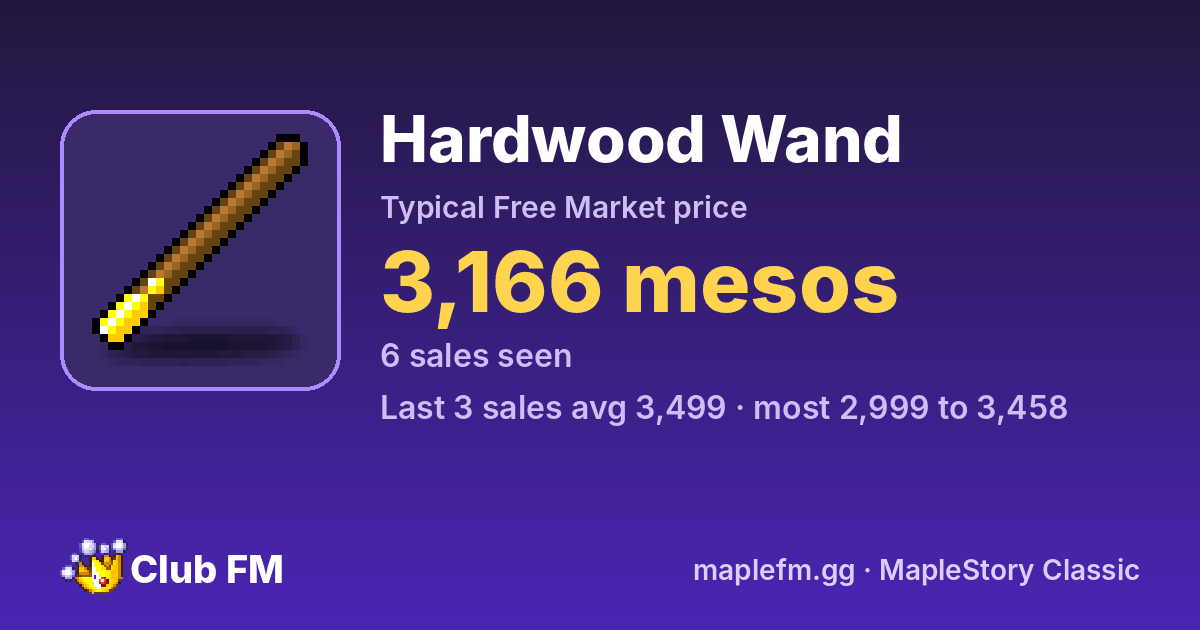 Hardwood Wand
Typical Free Market price
3,166 mesos
6 sales seen
Last 3 sales avg 3,499 · most 2,999 to 3,458
Club FM
maplefm.gg · MapleStory Classic